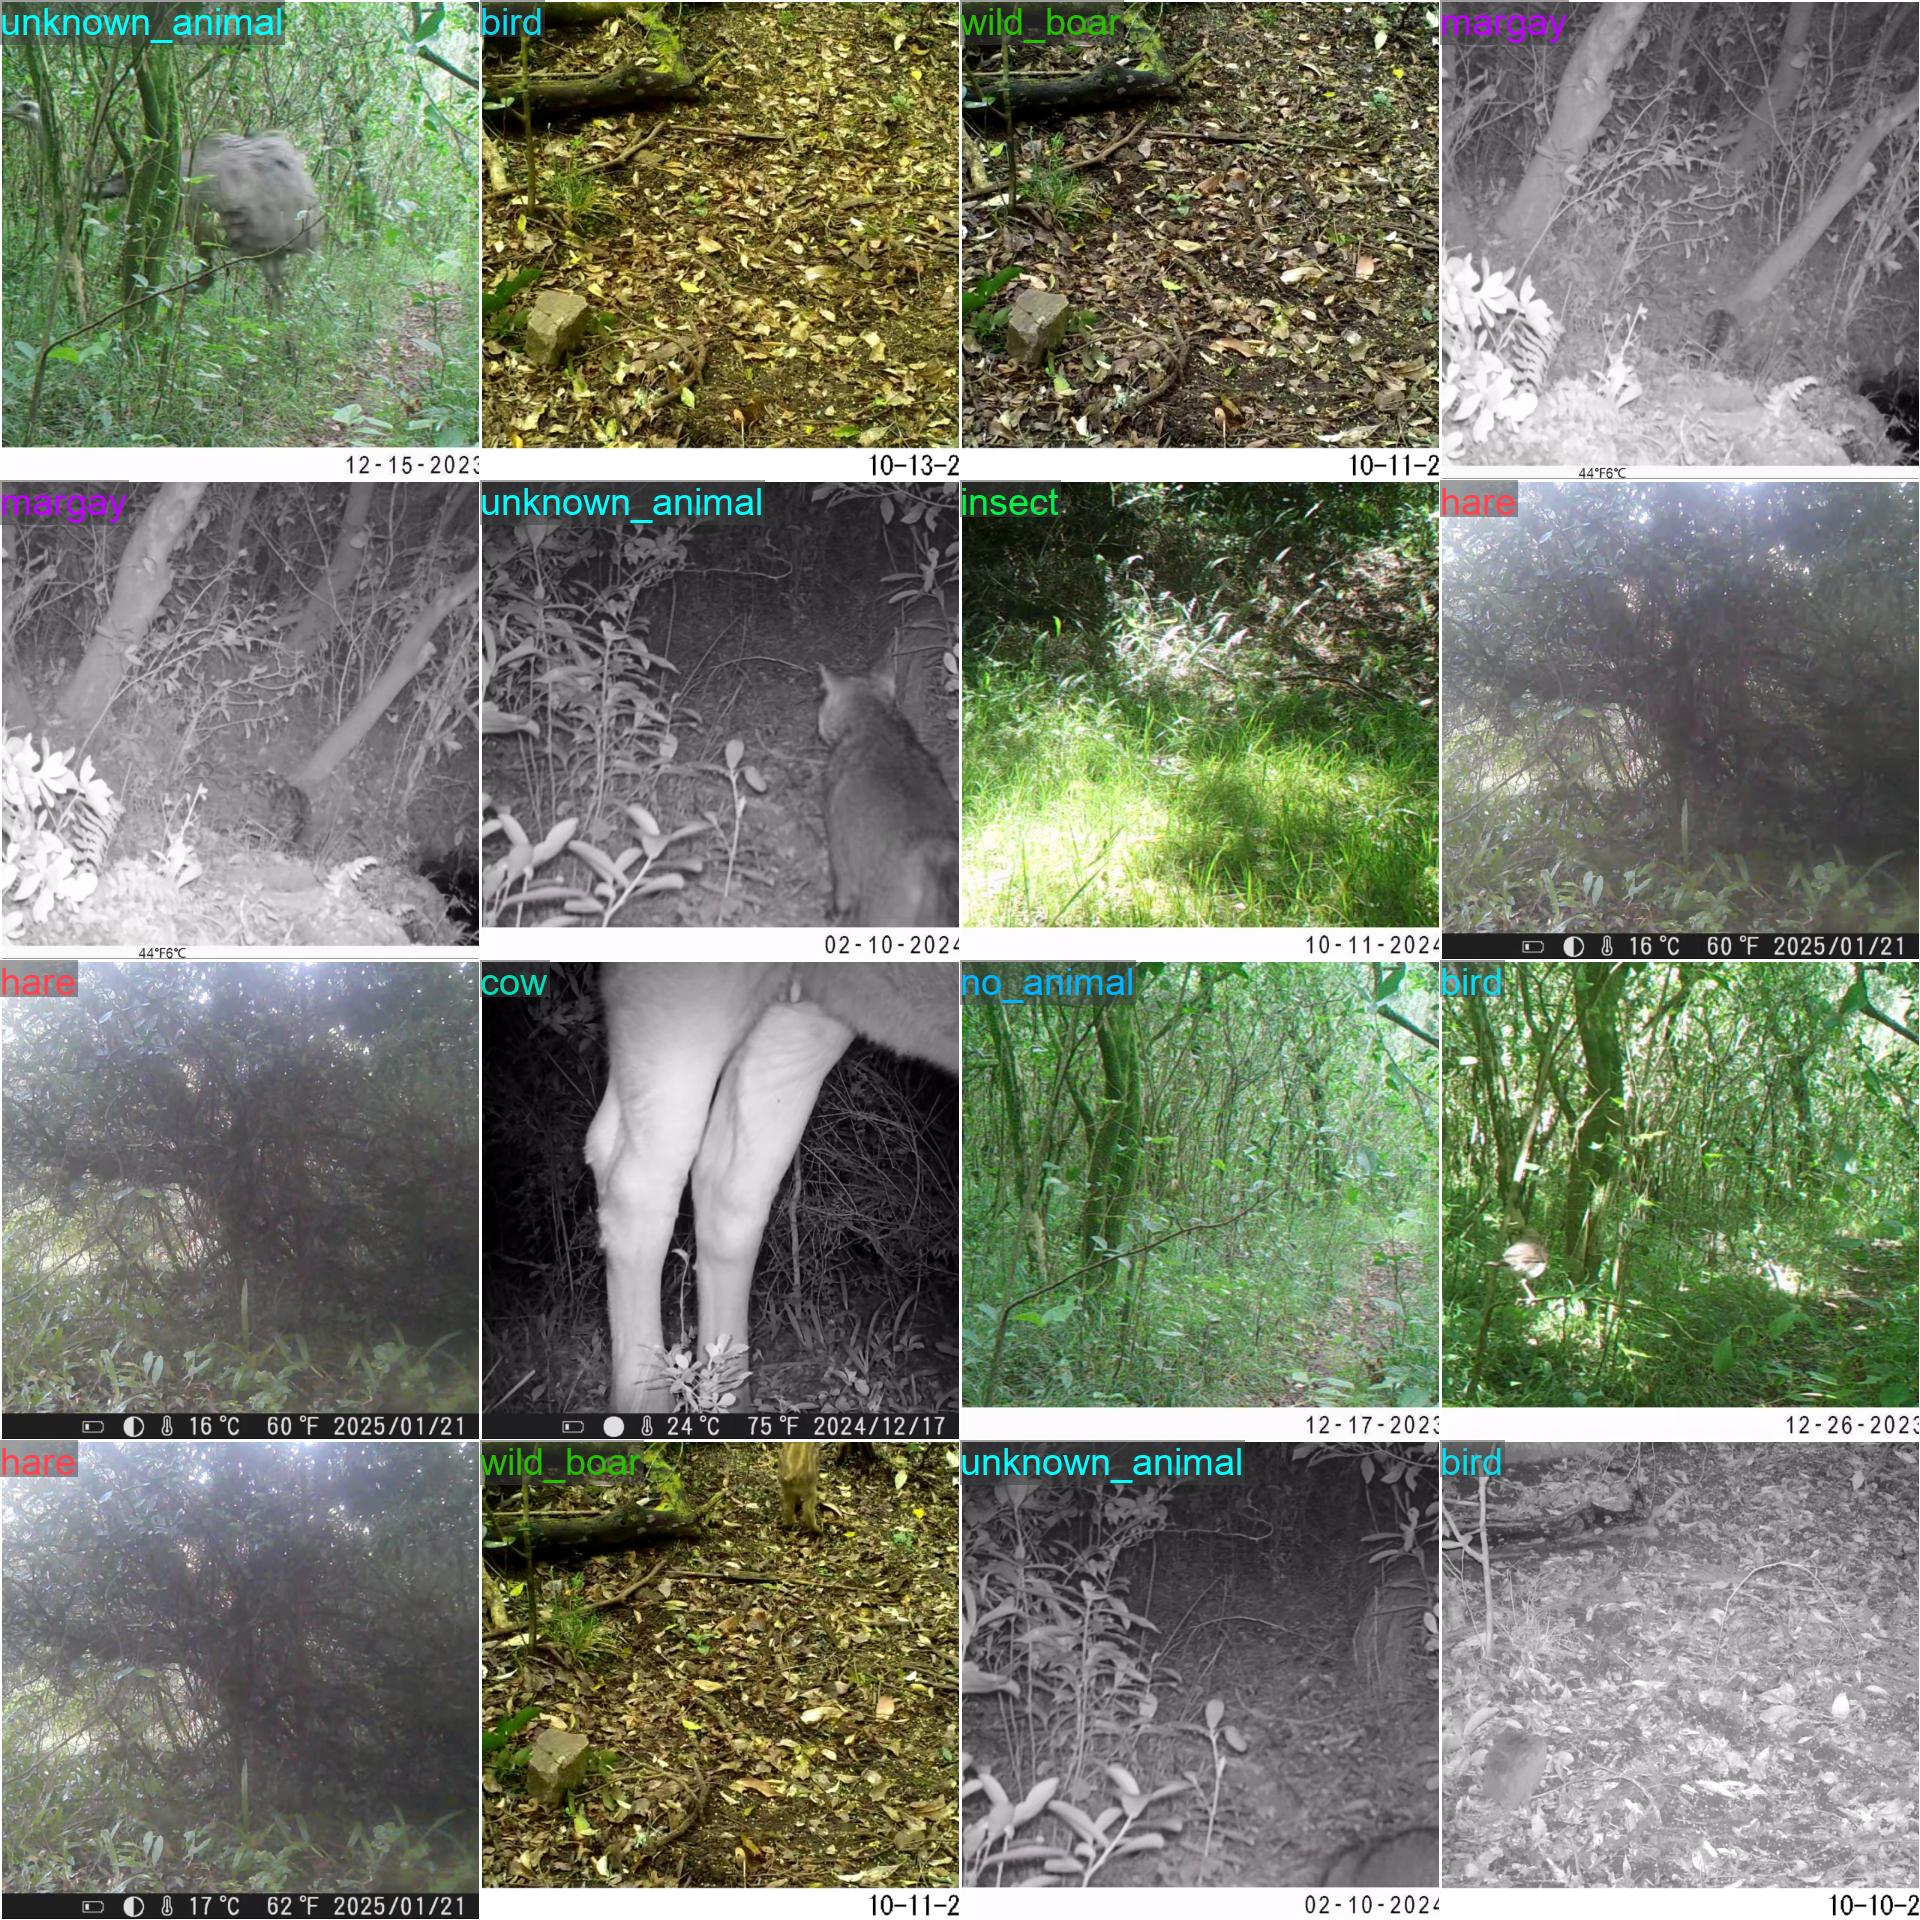 unknown_animal
bird
wild_boar
margay
12-15-2023
10-13-2
10-11-2
44°F6°C
margay
unknown_animal
insect
hare
44°F6°C
02-10-2024
10-11-2024
16°C 60°F 2025/01/21
hare
cow
no_animal
bird
16°C 60°F 2025/01/21
24°C 75°F 2024/12/17
12-17-2023
12-26-2023
hare
wild_boar
unknown_animal
bird
17°C 62°F 2025/01/21
10-11-2
02-10-2024
10-10-2